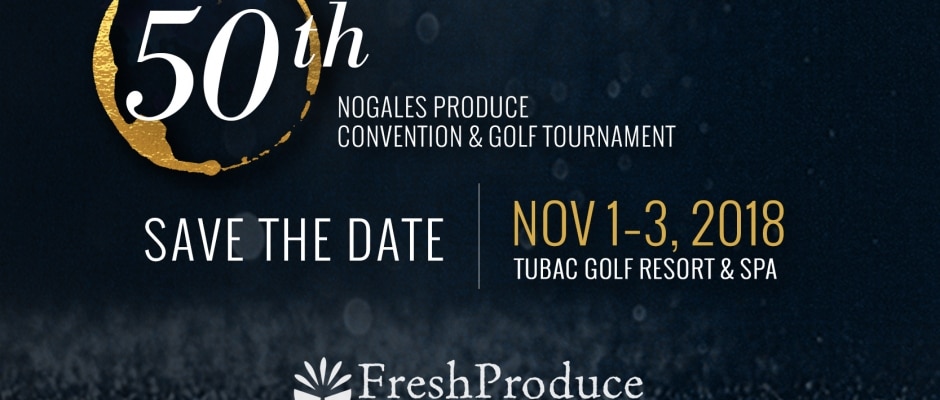 50th
NOGALES PRODUCE
CONVENTION & GOLF TOURNAMENT
SAVE THE DATE
NOV 1-3, 2018
TUBAC GOLF RESORT & SPA
FreshProduce